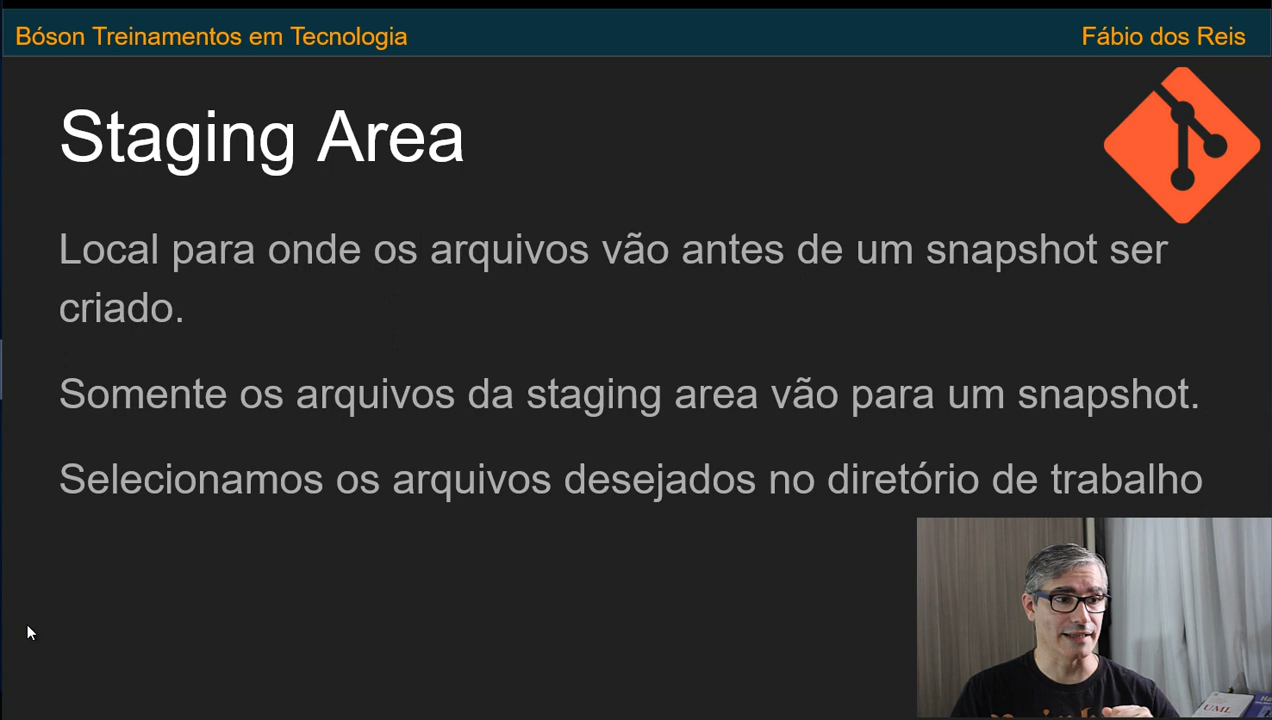 Bóson Treinamentos em Tecnologia
Fábio dos Reis
Staging Area
Local para onde os arquivos vão antes de um snapshot ser
criado.
Somente os arquivos da staging area vão para um snapshot.
Selecionamos os arquivos desejados no diretório de trabalho
UML